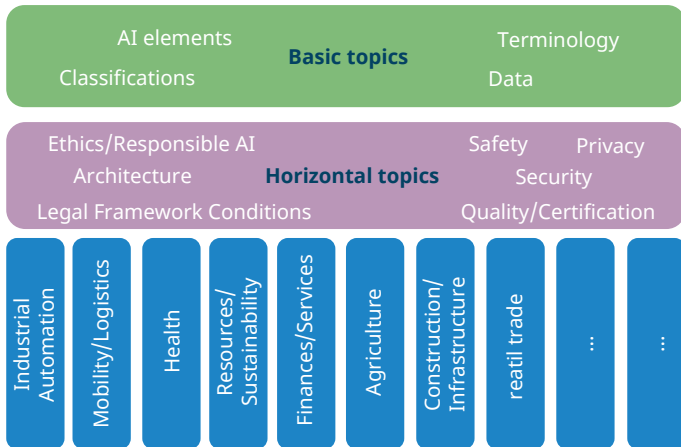 AI elements
Terminology
Basic topics
Classifications
Data
Ethics/Responsible AI
Safety
Privacy
Architecture
Horizontal topics
Security
Legal Framework Conditions
Quality/Certification
Industrial
Automation
Mobility/Logistics
Health
Resources/
Sustainability
Finances/Services
Agriculture
Construction/
Infrastructure
reatil trade
...
...